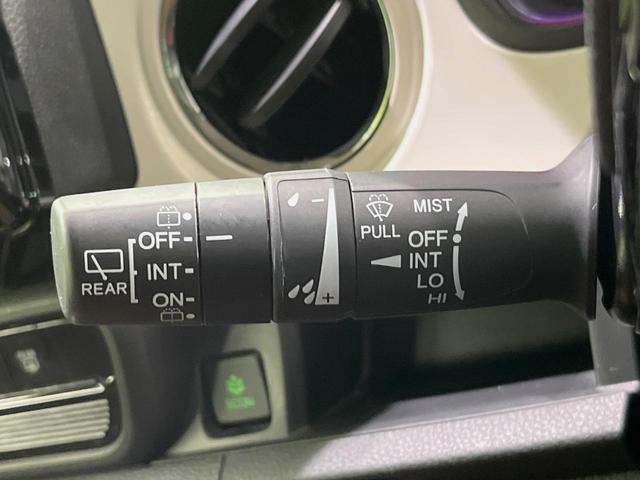 OFF
INT
ON
REAR
−
+
PULL
MIST
OFF
INT
LO
HI
ECON